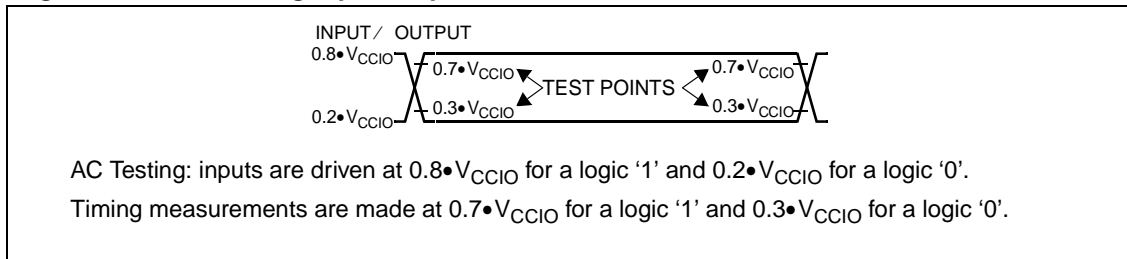 INPUT/ OUTPUT
0.8•VCCIO
0.7•VCCIO
0.7•VCCIO
TEST POINTS
0.3•VCCIO
0.3•VCCIO
0.2•VCCIO
AC Testing: inputs are driven at 0.8•VCCIO for a logic ‘1’ and 0.2•VCCIO for a logic ‘0’.
Timing measurements are made at 0.7•VCCIO for a logic ‘1’ and 0.3•VCCIO for a logic ‘0’.